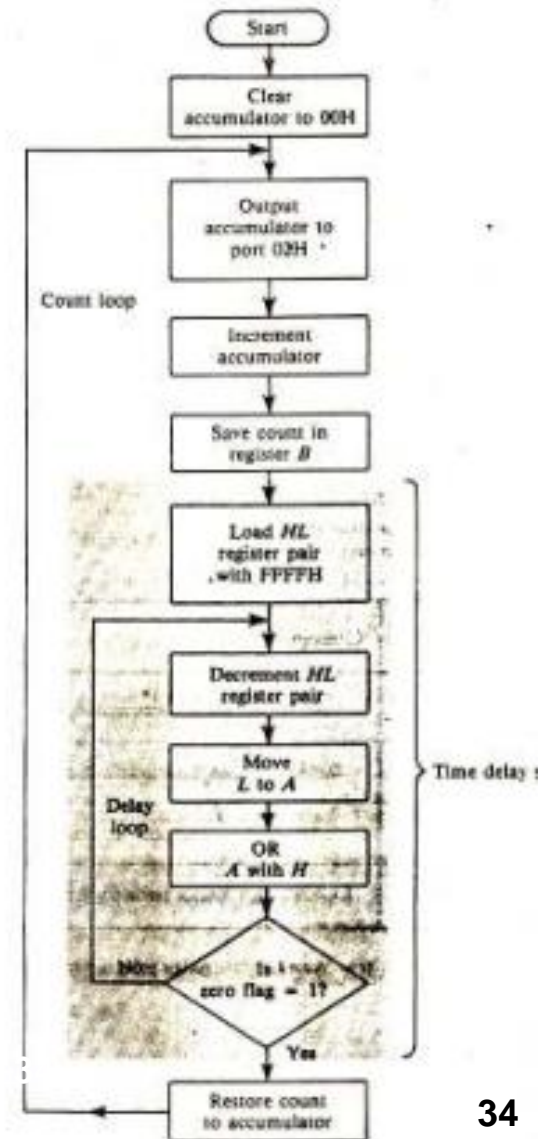 Start
Clear
accumulator to 00H
Output
accumulator to
port 02H
Count loop
Increment
accumulator
Save count in
register B
Load HL
register pair
with FFFFH
Decrement HL
register pair
Move
L to A
Time delay s
Delay
loop
OR
A with H
No
Is
zero flag = 1?
Yes
Restore count
to accumulator
34